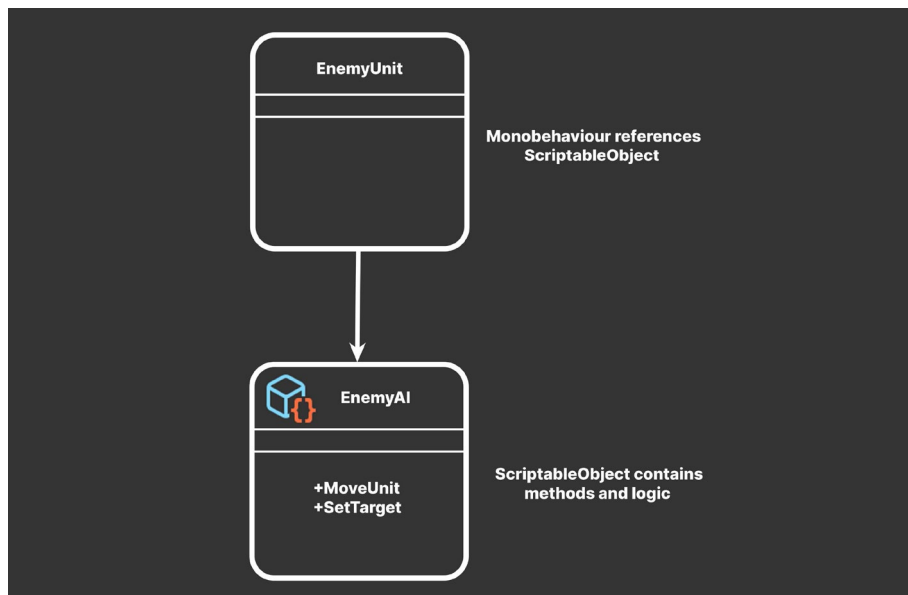 EnemyUnit
Monobehaviour references
ScriptableObject
EnemyAI
+MoveUnit
+SetTarget
ScriptableObject contains
methods and logic